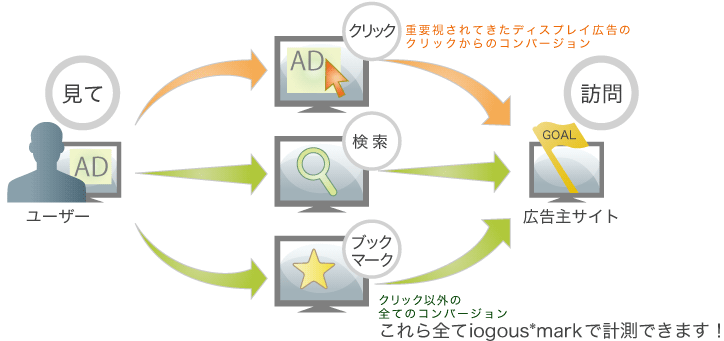 見て
AD
ユーザー
AD
クリック
重要視されてきたディスプレイ広告の
クリックからのコンバージョン
検索
ブック
マーク
訪問
GOAL
広告主サイト
クリック以外の
全てのコンバージョン
これら全てiogous*markで計測できます！